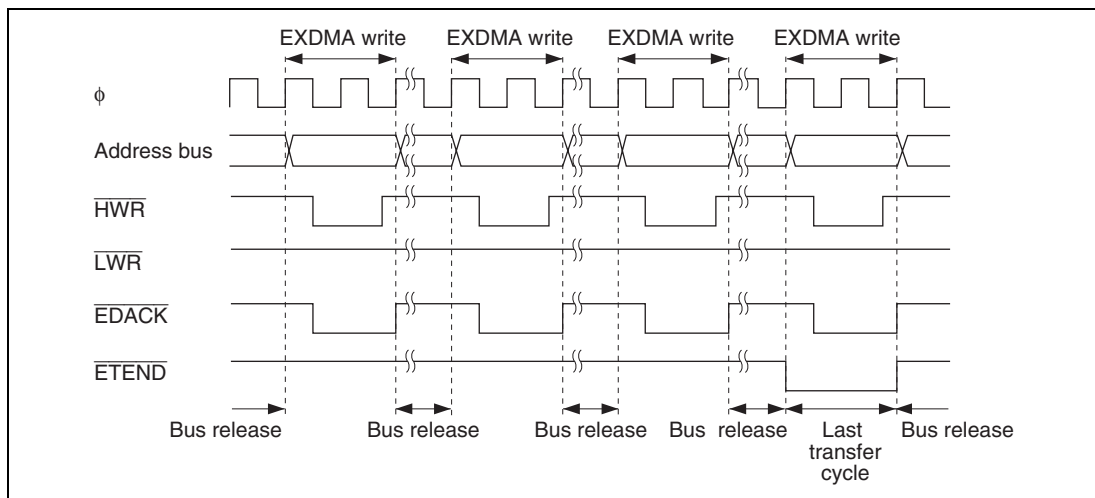 EXDMA write EXDMA write EXDMA write EXDMA write
φ
Address bus
HWR
LWR
EDACK
ETEND
Bus release Bus release Bus release Bus release Last transfer cycle Bus release